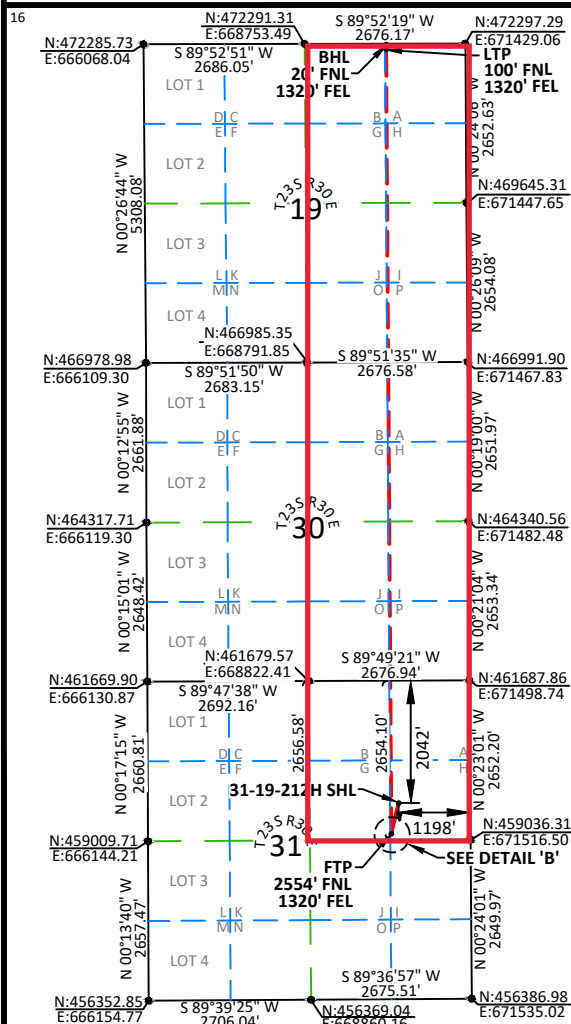 16
N:472291.31
E:668753.49
S 89°52'19" W
2676.17'
N:472297.29
E:671429.06
N:472285.73
E:666068.04
S 89°52'51" W
2686.05'
BHL
20' FNL
1320' FEL
LTP
100' FNL
1320' FEL
LOT 1
D C
E F
B A
G H
2652.63'
LOT 2
N 00°26'44" W
5308.08'
T 23S R30 E
19
N:469645.31
E:671447.65
LOT 3
N 00°26'09" W
2654.08'
L K
M N
J I
O P
LOT 4
N:466985.35
E:668791.85
S 89°51'35" W
2676.58'
N:466978.98
E:666109.30
S 89°51'50" W
2683.15'
N:466991.90
E:671467.83
LOT 1
N 00°12'55" W
2661.88'
D C
E F
B A
G H
N 00°19'00" W
2651.97'
LOT 2
T 23S R30 E
30
N:464317.71
E:666119.30
N:464340.56
E:671482.48
LOT 3
N 00°15'01" W
2648.42'
L K
M N
J I
O P
N 00°21'04" W
2653.34'
LOT 4
N:461679.57
E:668822.41
S 89°49'21" W
2676.94'
N:461669.90
E:666130.87
S 89°47'38" W
2692.16'
N:461687.86
E:671498.74
LOT 1
N 00°17'15" W
2660.81'
D C
E F
2656.58'
2654.10'
B
G
A
H
2042'
N 00°23'01" W
2652.20'
LOT 2
31-19-212H SHL
1198'
T 23S
31
N:459009.71
E:666144.21
N:459036.31
E:671516.50
SEE DETAIL 'B'
FTP
2554' FNL
1320' FEL
LOT 3
N 00°13'40" W
2657.47'
L K
M N
J I
O P
N 00°24'01" W
2649.97'
LOT 4
S 89°36'57" W
2675.51'
N:456352.85
E:666154.77
S 89°39'25" W
2706.04'
N:456369.04
N:456386.98
E:671535.02